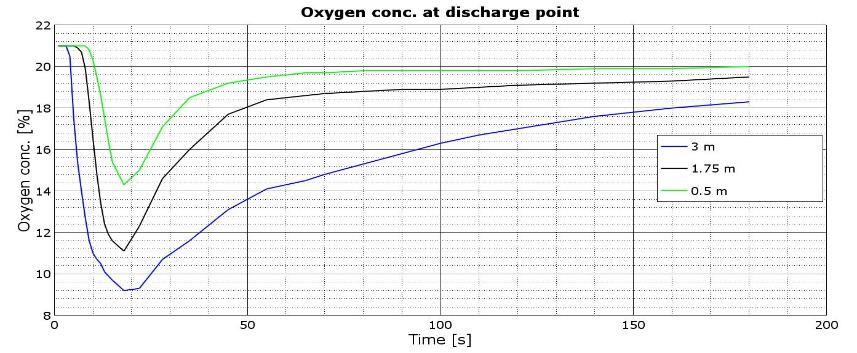 Oxygen conc. at discharge point
22
20
18
16
14
12
10
8
Oxygen conc. [%]
3 m
1.75 m
0.5 m
0 50 100 150 200
Time [s]